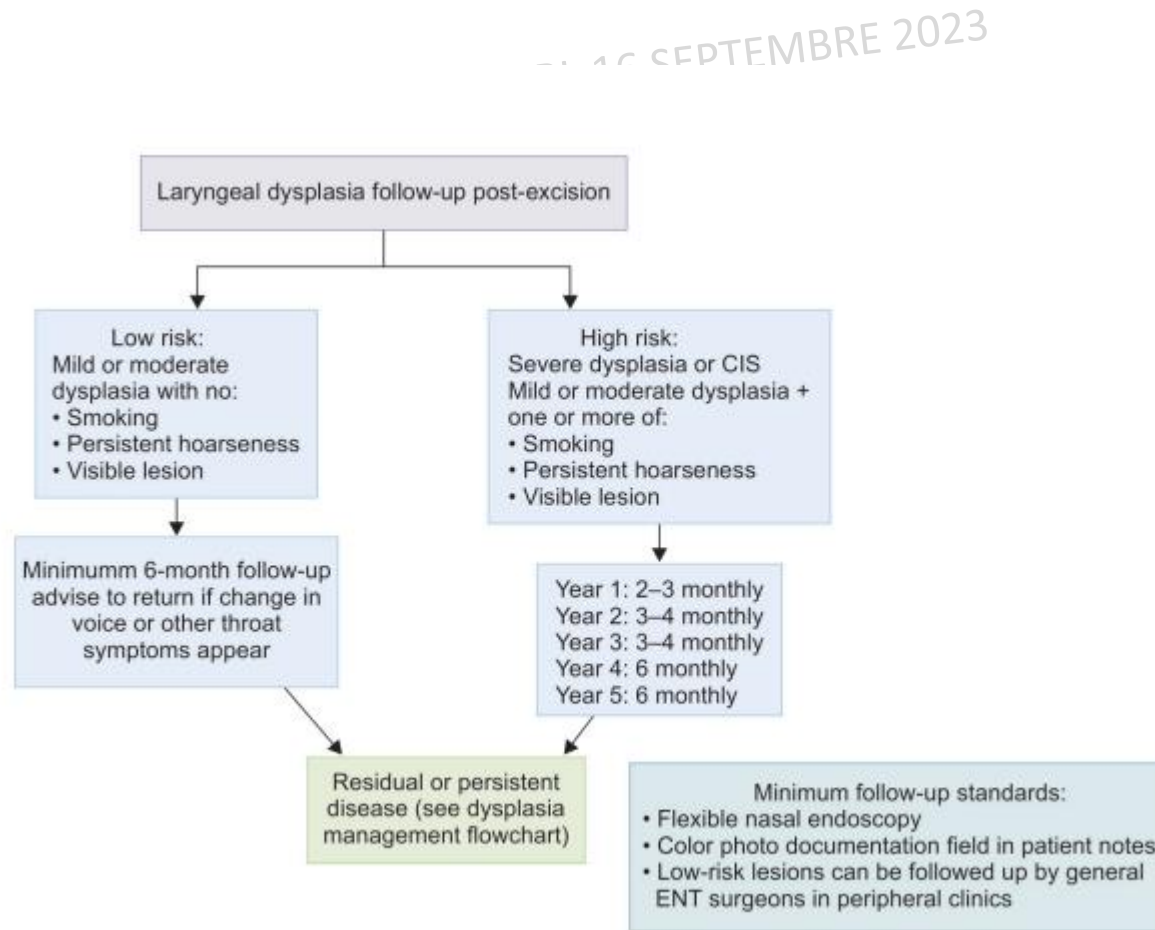 SEPTEMBRE 2023
Laryngeal dysplasia follow-up post-excision
Low risk:
Mild or moderate
dysplasia with no:
• Smoking
• Persistent hoarseness
• Visible lesion
High risk:
Severe dysplasia or CIS
Mild or moderate dysplasia +
one or more of:
• Smoking
• Persistent hoarseness
• Visible lesion
Minimumm 6-month follow-up
advise to return if change in
voice or other throat
symptoms appear
Year 1: 2–3 monthly
Year 2: 3–4 monthly
Year 3: 3–4 monthly
Year 4: 6 monthly
Year 5: 6 monthly
Residual or persistent
disease (see dysplasia
management flowchart)
Minimum follow-up standards:
• Flexible nasal endoscopy
• Color photo documentation field in patient notes
• Low-risk lesions can be followed up by general
ENT surgeons in peripheral clinics